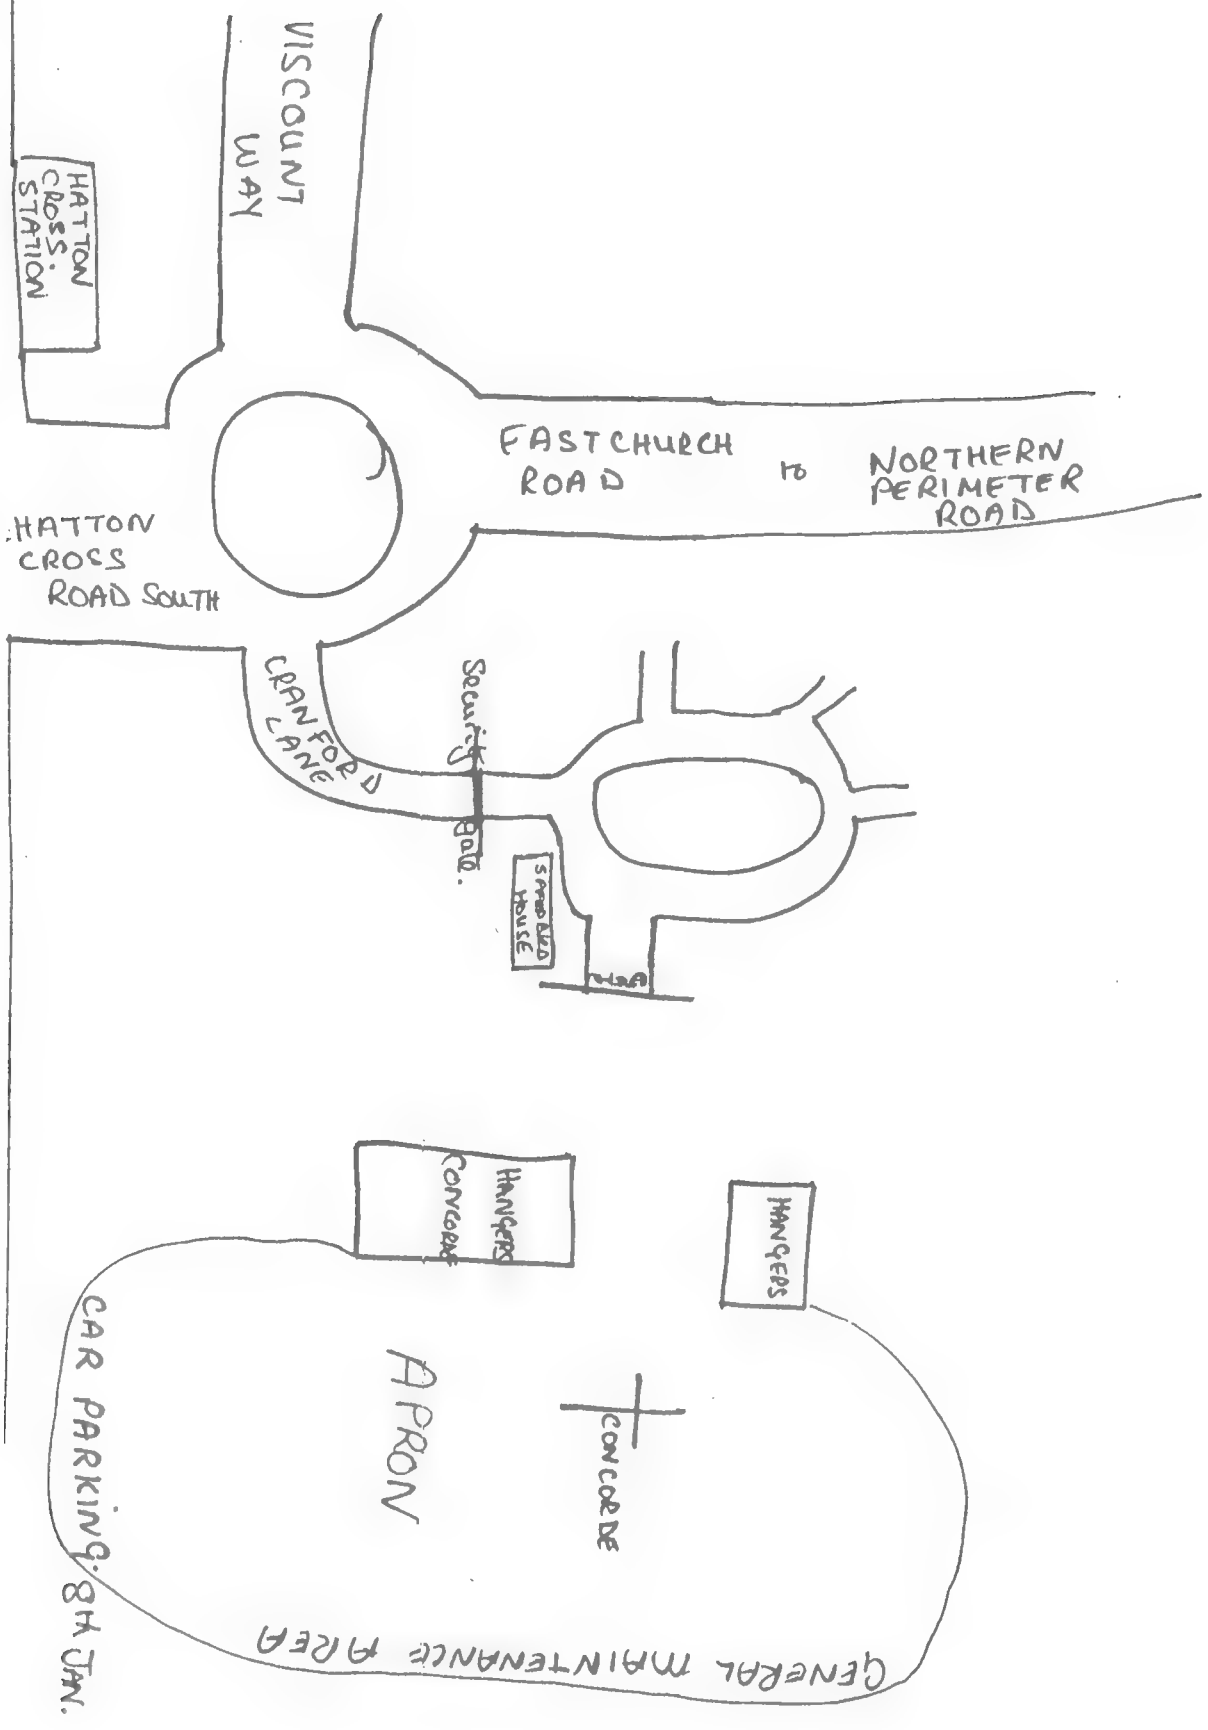 VISCOUNT
WAY
HATTON
CROSS.
STATION
EASTCHURCH
ROAD
to
NORTHERN
PERIMETER
ROAD
HATTON
CROSS
ROAD SOUTH
CRANFORD
LANE
Security
gate.
HOUSE
HANGERS
CONCORDE
HANGERS
APRON
CONCORDE
CAR PARKING. 8th JAN.
GENERAL MAINTENANCE AREA